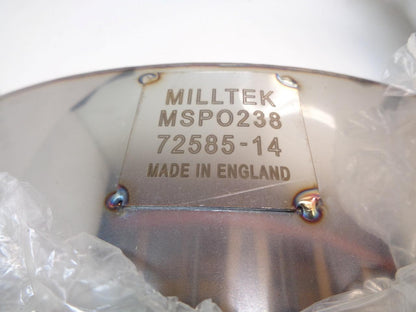 MILLTEK
MSPO238
72585-14
MADE IN ENGLAND